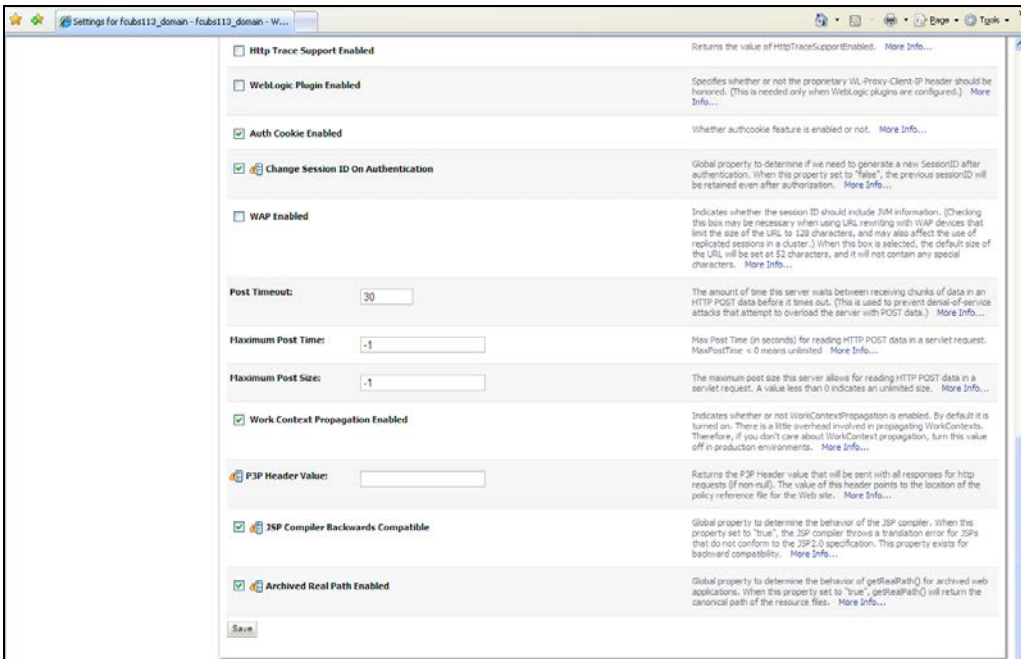 Settings for fcubs113_domain - fcubs113_domain - W...
Page
Tools
Http Trace Support Enabled
Returns the value of HttpTraceSupportEnabled. More Info...
WebLogic Plugin Enabled
Specifies whether or not the proprietary WL-Proxy-Client-IP header should be
honored. (This is needed only when WebLogic plugins are configured.) More
Info...
Auth Cookie Enabled
Whether authcookie feature is enabled or not. More Info...
Change Session ID On Authentication
Global property to determine if we need to generate a new SessionID after
authentication. When this property set to "false", the previous sessionID will
be retained even after authorization. More Info...
WAP Enabled
Indicates whether the session ID should include JVM information. (Checking
this box may be necessary when using URL rewriting with WAP devices that
limit the size of the URL to 128 characters, and may also affect the use of
replicated sessions in a cluster.) When this box is selected, the default size of
the URL will be set at 52 characters, and it will not contain any special
characters. More Info...
Post Timeout:
30
The amount of time this server waits between receiving chunks of data in an
HTTP POST data before it times out. (This is used to prevent denial-of-service
attacks that attempt to overload the server with POST data.) More Info...
Maximum Post Time:
-1
Max Post Time (in seconds) for reading HTTP POST data in a servlet request.
MaxPostTime < 0 means unlimited More Info...
Maximum Post Size:
-1
The maximum post size this server allows for reading HTTP POST data in a
servlet request. A value less than 0 indicates an unlimited size. More Info...
Work Context Propagation Enabled
Indicates whether or not WorkContextPropagation is enabled. By default it is
turned on. There is a little overhead involved in propagating WorkContexts.
Therefore, if you don't care about WorkContext propagation, turn this value
off in production environments. More Info...
P3P Header Value:
Returns the P3P Header value that will be sent with all responses for http
requests (if non-null). The value of this header points to the location of the
policy reference file for the Web site. More Info...
JSP Compiler Backwards Compatible
Global property to determine the behavior of the JSP compiler. When this
property set to "true", the JSP compiler throws a translation error for JSPs
that do not conform to the JSP2.0 specification. This property exists for
backward compatibility. More Info...
Archived Real Path Enabled
Global property to determine the behavior of getRealPath() for archived web
applications. When this property set to "true", getRealPath() will return the
canonical path of the resource files. More Info...
Save